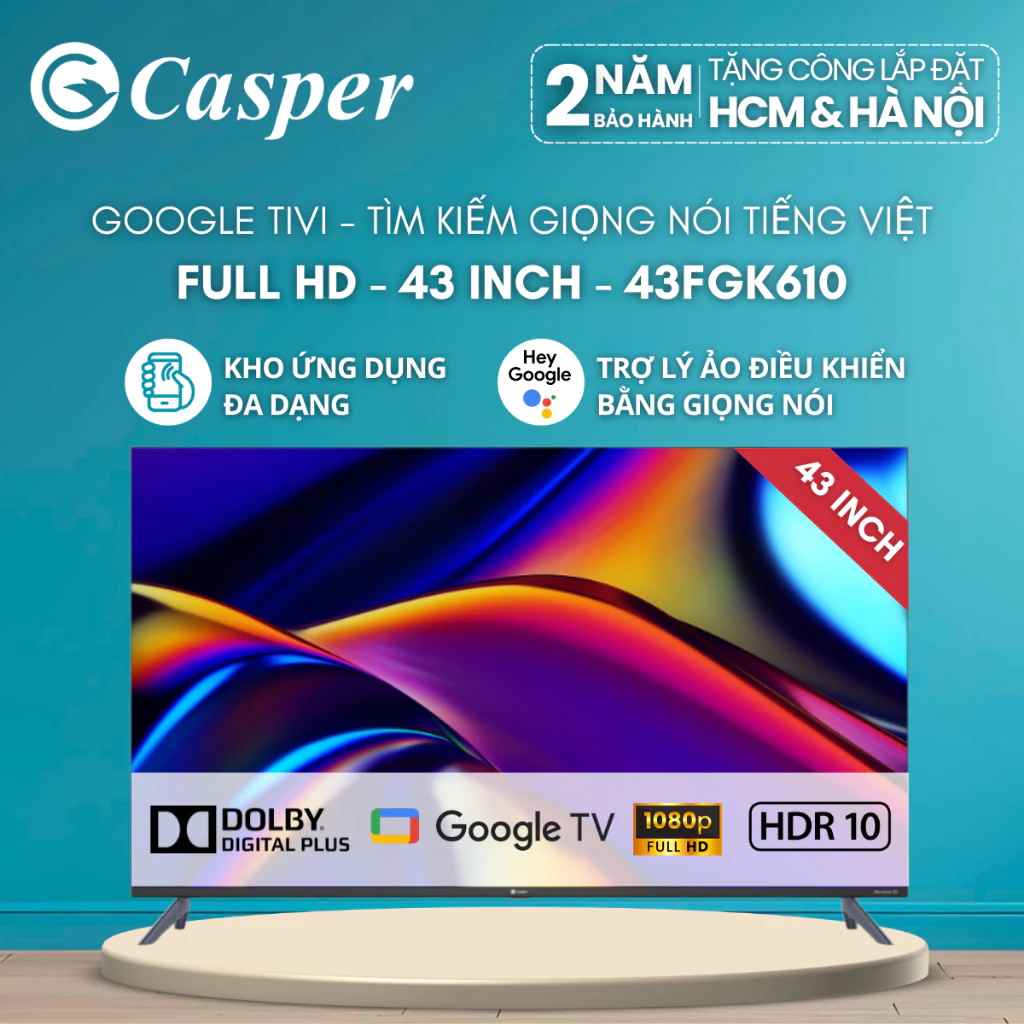 Casper
2 NĂM
BẢO HÀNH
TẶNG CÔNG LẮP ĐẶT
HCM & HÀ NỘI
GOOGLE TIVI - TÌM KIẾM GIỌNG NÓI TIẾNG VIỆT
FULL HD - 43 INCH - 43FGK610
KHO ỨNG DỤNG
ĐA DẠNG
Hey
Google
TRỢ LÝ ẢO ĐIỀU KHIỂN
BẰNG GIỌNG NÓI
43 INCH
DOLBY
DIGITAL PLUS
Google TV
1080p
FULL HD
HDR 10